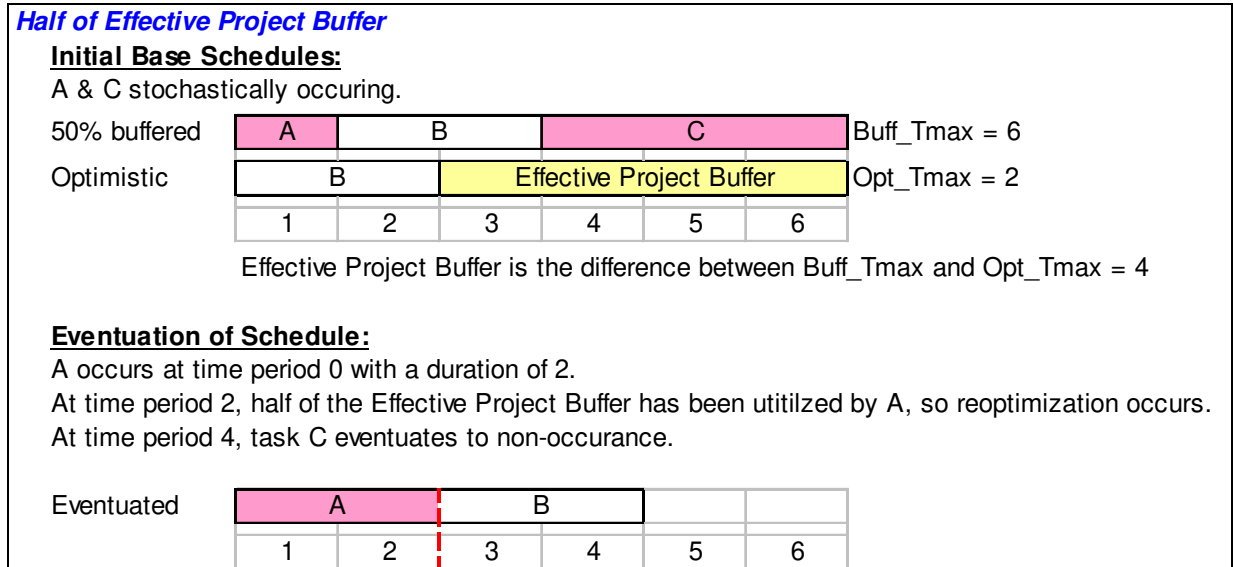 Half of Effective Project Buffer
Initial Base Schedules:
A & C stochastically occuring.
50% buffered A B C Buff_Tmax = 6
Optimistic B Effective Project Buffer Opt_Tmax = 2
1 2 3 4 5 6
Effective Project Buffer is the difference between Buff_Tmax and Opt_Tmax = 4
Eventuation of Schedule:
A occurs at time period 0 with a duration of 2.
At time period 2, half of the Effective Project Buffer has been utitilzed by A, so reoptimization occurs.
At time period 4, task C eventuates to non-occurance.
Eventuated A B
1 2 3 4 5 6